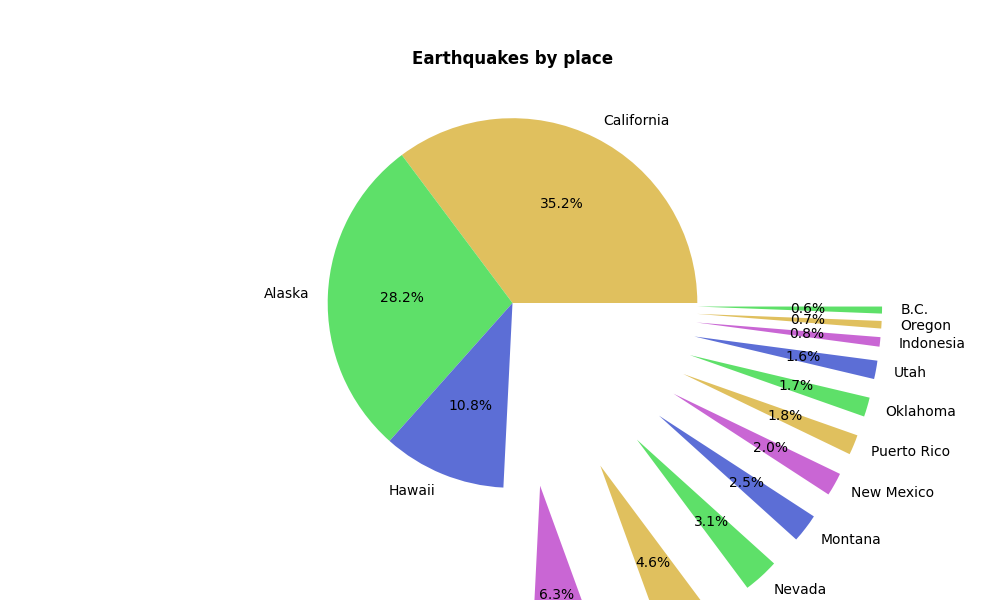 Earthquakes by place
California
35.2%
Alaska
28.2%
10.8%
Hawaii
6.3%
4.6%
3.1%
Nevada
2.5%
Montana
2.0%
New Mexico
1.8%
Puerto Rico
1.7%
Oklahoma
1.6%
Utah
0.8%
Indonesia
0.7%
Oregon
0.6%
B.C.